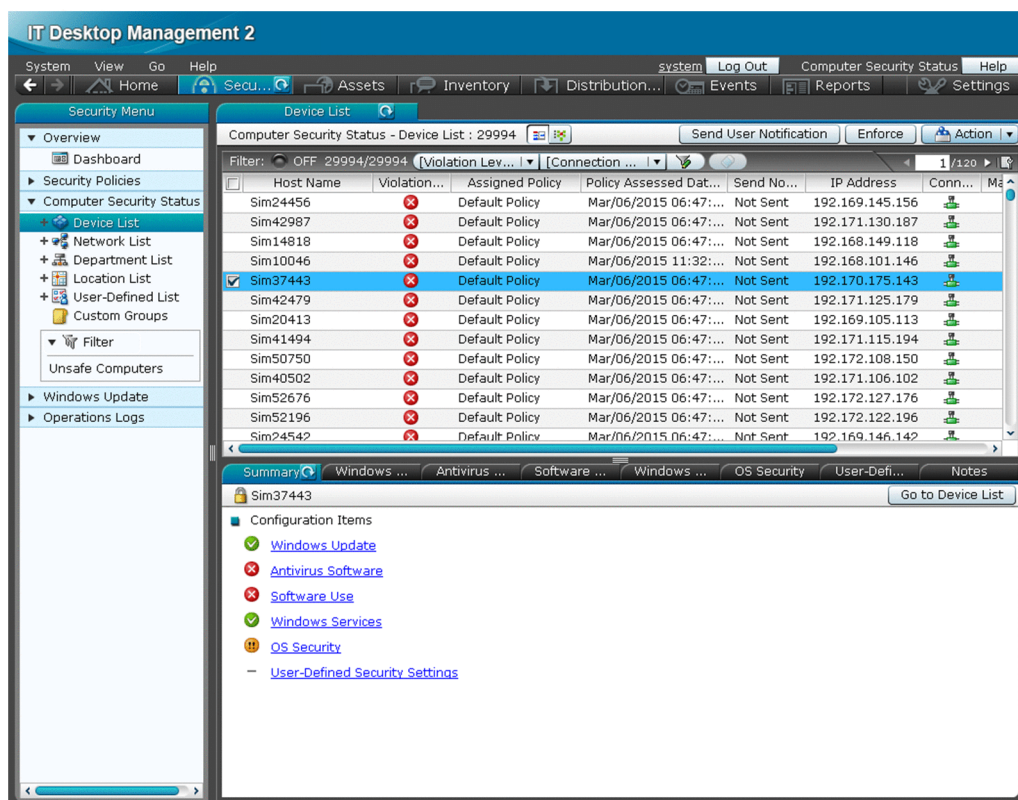 IT Desktop Management 2
System View Go Help system Log Out Computer Security Status Help
Home Secu... Assets Inventory Distribution... Events Reports Settings
Security Menu
Overview
Dashboard
Security Policies
Computer Security Status
Device List
Network List
Department List
Location List
User-Defined List
Custom Groups
Filter
Unsafe Computers
Windows Update
Operations Logs
Device List
Computer Security Status - Device List : 29994 Send User Notification Enforce Action
Filter: OFF 29994/29994 [Violation Lev... [Connection ... 1 /120
Host Name Violation... Assigned Policy Policy Assessed Dat... Send No... IP Address Conn... Ma
Sim24456 Default Policy Mar/06/2015 06:47:... Not Sent 192.169.145.156
Sim42987 Default Policy Mar/06/2015 06:47:... Not Sent 192.171.130.187
Sim14818 Default Policy Mar/06/2015 06:47:... Not Sent 192.168.149.118
Sim10046 Default Policy Mar/06/2015 11:32:... Not Sent 192.168.101.146
Sim37443 Default Policy Mar/06/2015 06:47:... Not Sent 192.170.175.143
Sim42479 Default Policy Mar/06/2015 06:47:... Not Sent 192.171.125.179
Sim20413 Default Policy Mar/06/2015 06:47:... Not Sent 192.169.105.113
Sim41494 Default Policy Mar/06/2015 06:47:... Not Sent 192.171.115.194
Sim50750 Default Policy Mar/06/2015 06:47:... Not Sent 192.172.108.150
Sim40502 Default Policy Mar/06/2015 06:47:... Not Sent 192.171.106.102
Sim52676 Default Policy Mar/06/2015 06:47:... Not Sent 192.172.127.176
Sim52196 Default Policy Mar/06/2015 06:47:... Not Sent 192.172.122.196
Sim24542 Default Policy Mar/06/2015 06:47:... Not Sent 192.169.146.142
Summary Windows ... Antivirus ... Software ... Windows ... OS Security User-Defi... Notes
Sim37443 Go to Device List
Configuration Items
Windows Update
Antivirus Software
Software Use
Windows Services
OS Security
User-Defined Security Settings